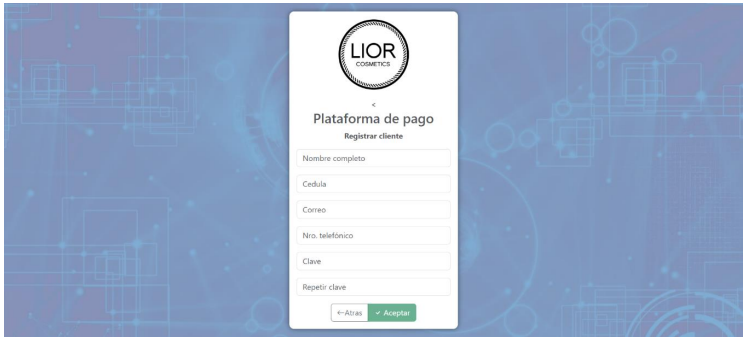 LIOR
COSMETICS
<
Plataforma de pago
Registrar cliente
Nombre completo
Cedula
Correo
Nro. telefónico
Clave
Repetir clave
←Atras ✓ Aceptar